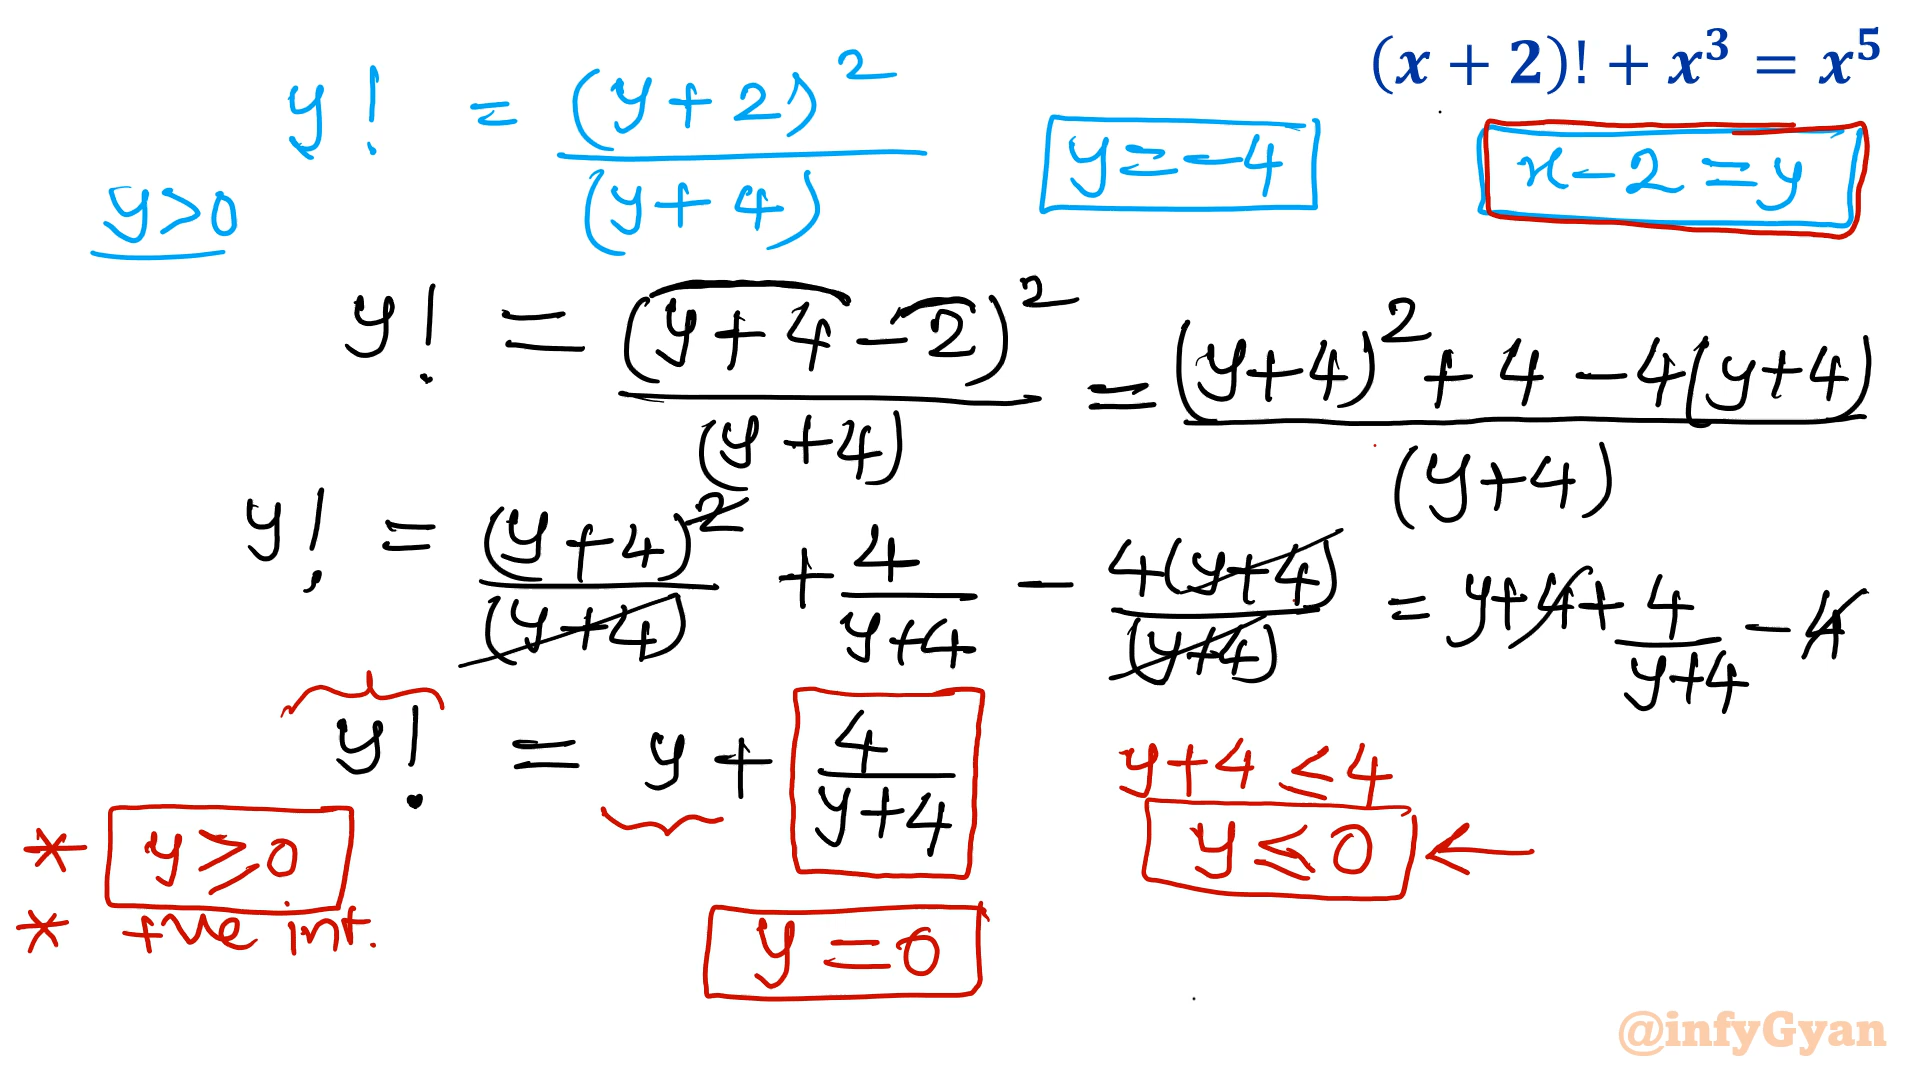 (x + 2)! + x³ = x⁵
y! = (y+2)² / (y+4)
y = -4
x - 2 = y
y > 0
y! = (y+4-2)² / (y+4) = ((y+4)² + 4 - 4(y+4)) / (y+4)
y! = (y+4)² / (y+4) + 4 / (y+4) - 4(y+4) / (y+4) = y+4 + 4 / (y+4) - 4
y! = y + 4 / (y+4)
y+4 ≤ 4
* y ≥ 0
y ≤ 0 ←
* +ve int.
y = 0
@infyGyan